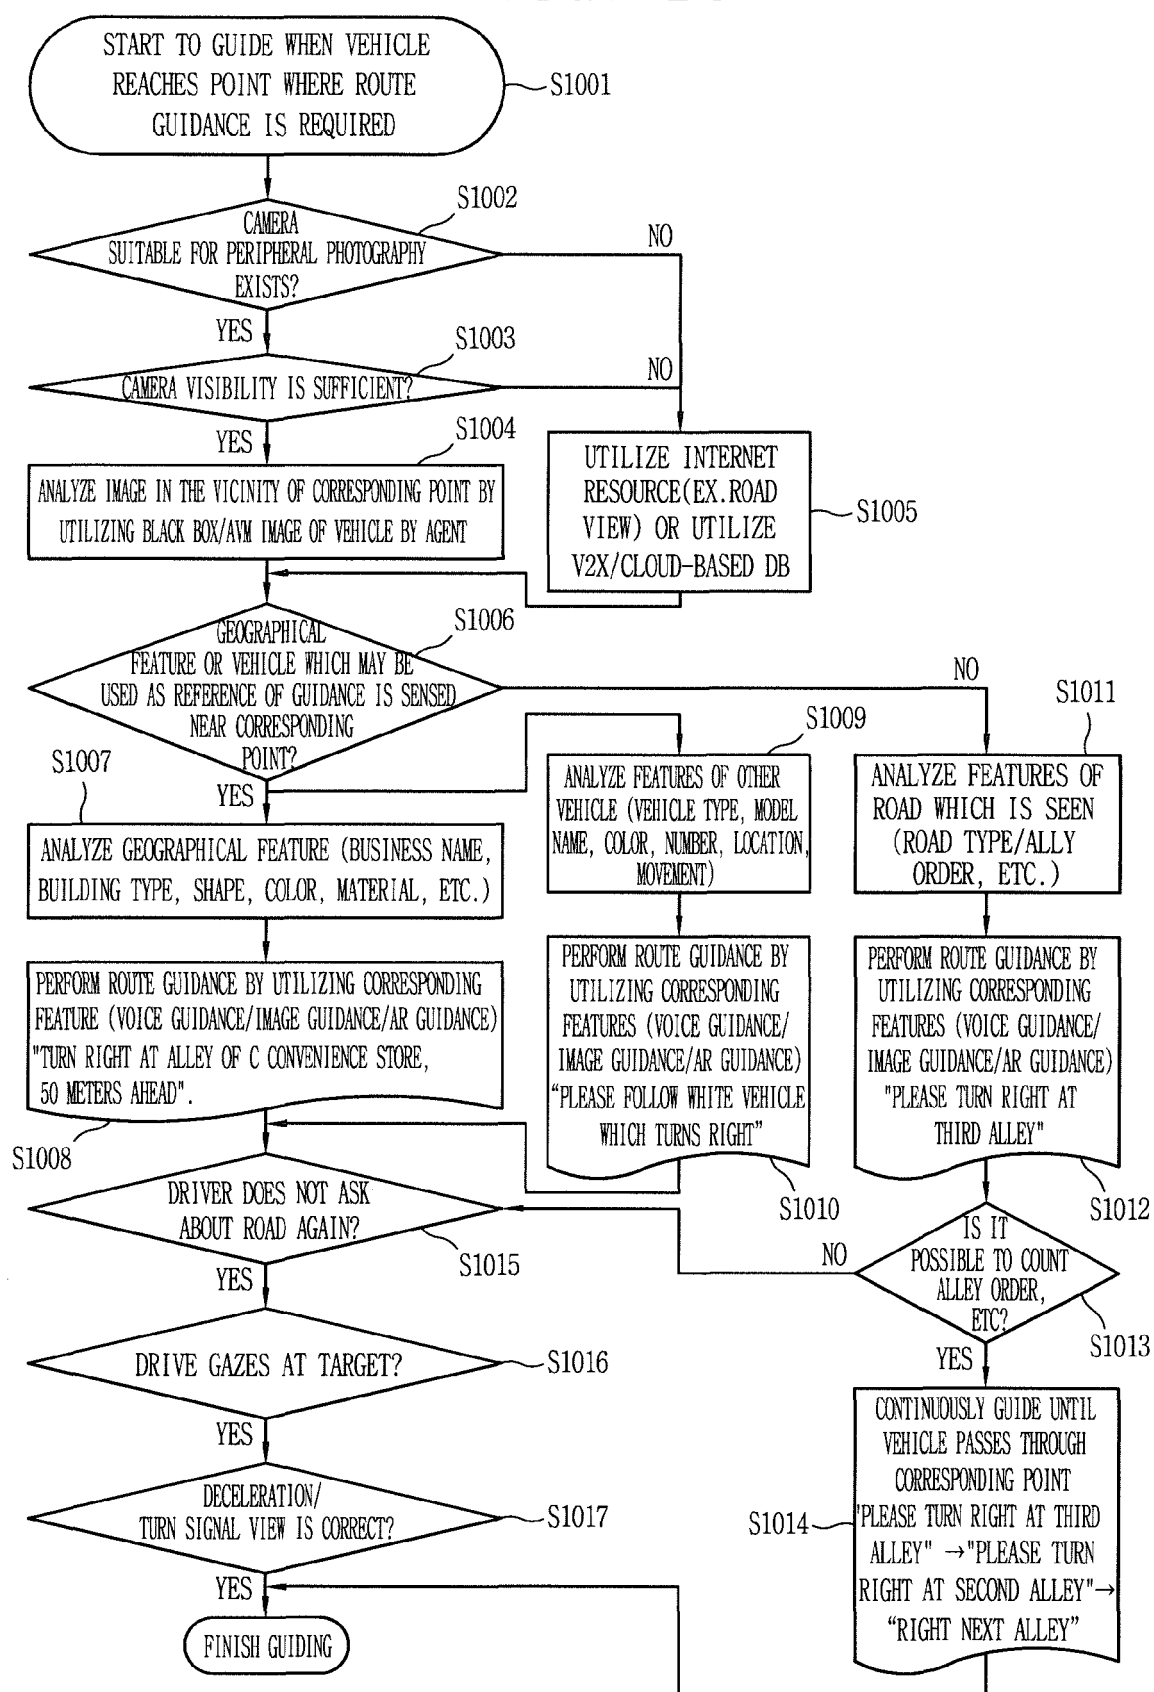 START TO GUIDE WHEN VEHICLE
REACHES POINT WHERE ROUTE
GUIDANCE IS REQUIRED
S1001
S1002
CAMERA
SUITABLE FOR PERIPHERAL PHOTOGRAPHY
EXISTS?
NO
YES
S1003
CAMERA VISIBILITY IS SUFFICIENT?
NO
YES
S1004
ANALYZE IMAGE IN THE VICINITY OF CORRESPONDING POINT BY
UTILIZING BLACK BOX/AVM IMAGE OF VEHICLE BY AGENT
UTILIZE INTERNET
RESOURCE(EX.ROAD
VIEW) OR UTILIZE
V2X/CLOUD-BASED DB
S1005
S1006
GEOGRAPHICAL
FEATURE OR VEHICLE WHICH MAY BE
USED AS REFERENCE OF GUIDANCE IS SENSED
NEAR CORRESPONDING
POINT?
NO
YES
S1007
ANALYZE GEOGRAPHICAL FEATURE (BUSINESS NAME,
BUILDING TYPE, SHAPE, COLOR, MATERIAL, ETC.)
S1009
ANALYZE FEATURES OF OTHER
VEHICLE (VEHICLE TYPE, MODEL
NAME, COLOR, NUMBER, LOCATION,
MOVEMENT)
S1011
ANALYZE FEATURES OF
ROAD WHICH IS SEEN
(ROAD TYPE/ALLY
ORDER, ETC.)
PERFORM ROUTE GUIDANCE BY UTILIZING CORRESPONDING
FEATURE (VOICE GUIDANCE/IMAGE GUIDANCE/AR GUIDANCE)
"TURN RIGHT AT ALLEY OF C CONVENIENCE STORE,
50 METERS AHEAD".
S1008
PERFORM ROUTE GUIDANCE BY
UTILIZING CORRESPONDING
FEATURES (VOICE GUIDANCE/
IMAGE GUIDANCE/AR GUIDANCE)
“PLEASE FOLLOW WHITE VEHICLE
WHICH TURNS RIGHT”
S1010
PERFORM ROUTE GUIDANCE BY
UTILIZING CORRESPONDING
FEATURES (VOICE GUIDANCE/
IMAGE GUIDANCE/AR GUIDANCE)
"PLEASE TURN RIGHT AT
THIRD ALLEY"
S1012
DRIVER DOES NOT ASK
ABOUT ROAD AGAIN?
S1015
YES
IS IT
POSSIBLE TO COUNT
ALLEY ORDER,
ETC?
NO
S1013
YES
DRIVE GAZES AT TARGET?
S1016
YES
DECELERATION/
TURN SIGNAL VIEW IS CORRECT?
S1017
YES
FINISH GUIDING
CONTINUOUSLY GUIDE UNTIL
VEHICLE PASSES THROUGH
CORRESPONDING POINT
'PLEASE TURN RIGHT AT THIRD
ALLEY" →"PLEASE TURN
RIGHT AT SECOND ALLEY"→
“RIGHT NEXT ALLEY”
S1014